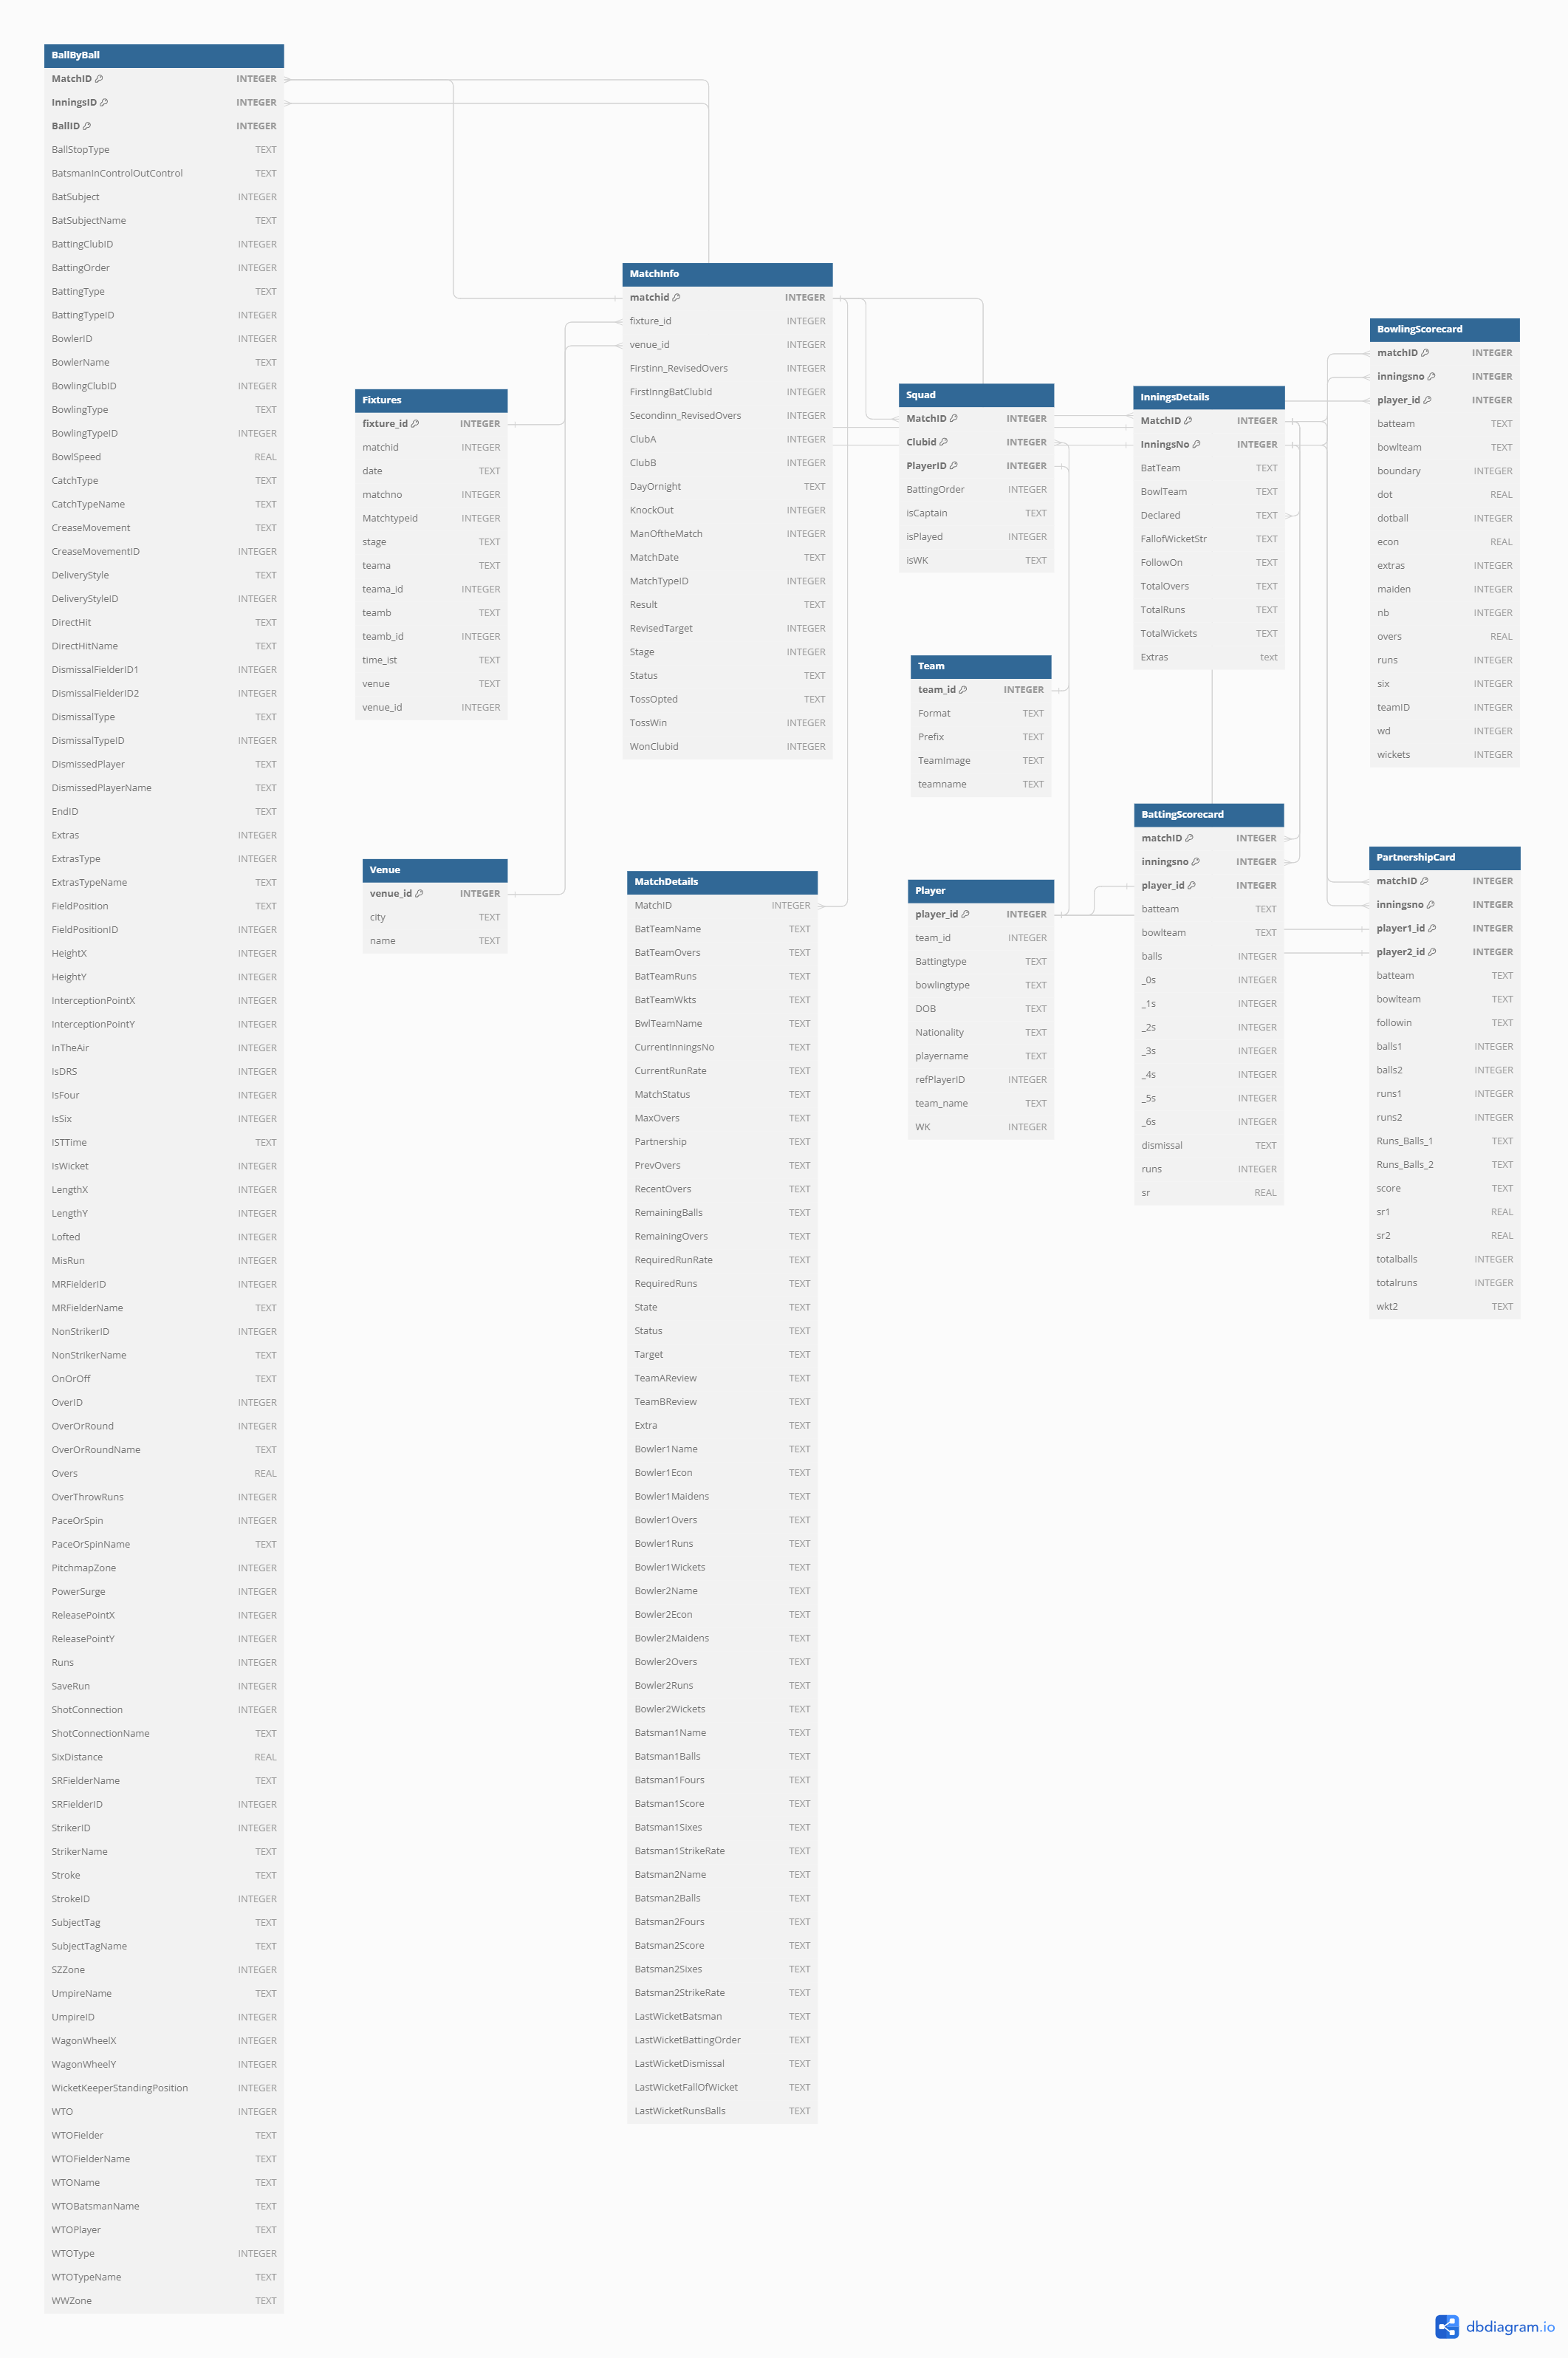 BallByBall
MatchID INTEGER
InningsID INTEGER
BallID INTEGER
BallStopType TEXT
BatsmanInControlOutControl TEXT
BatSubject INTEGER
BatSubjectName TEXT
BattingClubID INTEGER
BattingOrder INTEGER
BattingType TEXT
BattingTypeID INTEGER
BowlerID INTEGER
BowlerName TEXT
BowlingClubID INTEGER
BowlingType TEXT
BowlingTypeID INTEGER
BowlSpeed REAL
CatchType TEXT
CatchTypeName TEXT
CreaseMovement TEXT
CreaseMovementID INTEGER
DeliveryStyle TEXT
DeliveryStyleID INTEGER
DirectHit TEXT
DirectHitName TEXT
DismissalFielderID1 INTEGER
DismissalFielderID2 INTEGER
DismissalType TEXT
DismissalTypeID INTEGER
DismissedPlayer TEXT
DismissedPlayerName TEXT
EndID TEXT
Extras INTEGER
ExtrasType INTEGER
ExtrasTypeName TEXT
FieldPosition TEXT
FieldPositionID INTEGER
HeightX INTEGER
HeightY INTEGER
InterceptionPointX INTEGER
InterceptionPointY INTEGER
InTheAir INTEGER
IsDRS INTEGER
IsFour INTEGER
IsSix INTEGER
ISTTime TEXT
IsWicket INTEGER
LengthX INTEGER
LengthY INTEGER
Lofted INTEGER
MisRun INTEGER
MRFielderID INTEGER
MRFielderName TEXT
NonStrikerID INTEGER
NonStrikerName TEXT
OnOrOff TEXT
OverID INTEGER
OverOrRound INTEGER
OverOrRoundName TEXT
Overs REAL
OverThrowRuns INTEGER
PaceOrSpin INTEGER
PaceOrSpinName TEXT
PitchmapZone INTEGER
PowerSurge INTEGER
ReleasePointX INTEGER
ReleasePointY INTEGER
Runs INTEGER
SaveRun INTEGER
ShotConnection INTEGER
ShotConnectionName TEXT
SixDistance REAL
SRFielderName TEXT
SRFielderID INTEGER
StrikerID INTEGER
StrikerName TEXT
Stroke TEXT
StrokeID INTEGER
SubjectTag TEXT
SubjectTagName TEXT
SZZone INTEGER
UmpireName TEXT
UmpireID INTEGER
WagonWheelX INTEGER
WagonWheelY INTEGER
WicketKeeperStandingPosition INTEGER
WTO INTEGER
WTOFielder TEXT
WTOFielderName TEXT
WTOName TEXT
WTOBatsmanName TEXT
WTOPlayer TEXT
WTOType INTEGER
WTOTypeName TEXT
WWZone TEXT
Fixtures
fixture_id INTEGER
matchid INTEGER
date TEXT
matchno INTEGER
Matchtypeid INTEGER
stage TEXT
teama TEXT
teama_id INTEGER
teamb TEXT
teamb_id INTEGER
time_ist TEXT
venue TEXT
venue_id INTEGER
Venue
venue_id INTEGER
city TEXT
name TEXT
MatchInfo
matchid INTEGER
fixture_id INTEGER
venue_id INTEGER
Firstinn_RevisedOvers INTEGER
FirstInngBatClubId INTEGER
Secondinn_RevisedOvers INTEGER
ClubA INTEGER
ClubB INTEGER
DayOrnight TEXT
KnockOut INTEGER
ManOftheMatch INTEGER
MatchDate TEXT
MatchTypeID INTEGER
Result TEXT
RevisedTarget INTEGER
Stage INTEGER
Status TEXT
TossOpted TEXT
TossWin INTEGER
WonClubid INTEGER
MatchDetails
MatchID INTEGER
BatTeamName TEXT
BatTeamOvers TEXT
BatTeamRuns TEXT
BatTeamWkts TEXT
BwlTeamName TEXT
CurrentInningsNo TEXT
CurrentRunRate TEXT
MatchStatus TEXT
MaxOvers TEXT
Partnership TEXT
PrevOvers TEXT
RecentOvers TEXT
RemainingBalls TEXT
RemainingOvers TEXT
RequiredRunRate TEXT
RequiredRuns TEXT
State TEXT
Status TEXT
Target TEXT
TeamAReview TEXT
TeamBReview TEXT
Extra TEXT
Bowler1Name TEXT
Bowler1Econ TEXT
Bowler1Maidens TEXT
Bowler1Overs TEXT
Bowler1Runs TEXT
Bowler1Wickets TEXT
Bowler2Name TEXT
Bowler2Econ TEXT
Bowler2Maidens TEXT
Bowler2Overs TEXT
Bowler2Runs TEXT
Bowler2Wickets TEXT
Batsman1Name TEXT
Batsman1Balls TEXT
Batsman1Fours TEXT
Batsman1Score TEXT
Batsman1Sixes TEXT
Batsman1StrikeRate TEXT
Batsman2Name TEXT
Batsman2Balls TEXT
Batsman2Fours TEXT
Batsman2Score TEXT
Batsman2Sixes TEXT
Batsman2StrikeRate TEXT
LastWicketBatsman TEXT
LastWicketBattingOrder TEXT
LastWicketDismissal TEXT
LastWicketFallOfWicket TEXT
LastWicketRunsBalls TEXT
Squad
MatchID INTEGER
Clubid INTEGER
PlayerID INTEGER
BattingOrder INTEGER
isCaptain TEXT
isPlayed INTEGER
isWK TEXT
Team
team_id INTEGER
Format TEXT
Prefix TEXT
TeamImage TEXT
teamname TEXT
Player
player_id INTEGER
team_id INTEGER
Battingtype TEXT
bowlingtype TEXT
DOB TEXT
Nationality TEXT
playername TEXT
refPlayerID INTEGER
team_name TEXT
WK INTEGER
InningsDetails
MatchID INTEGER
InningsNo INTEGER
BatTeam TEXT
BowlTeam TEXT
Declared TEXT
FallofWicketStr TEXT
FollowOn TEXT
TotalOvers TEXT
TotalRuns TEXT
TotalWickets TEXT
Extras text
BattingScorecard
matchID INTEGER
inningsno INTEGER
player_id INTEGER
batteam TEXT
bowlteam TEXT
balls INTEGER
_0s INTEGER
_1s INTEGER
_2s INTEGER
_3s INTEGER
_4s INTEGER
_5s INTEGER
_6s INTEGER
dismissal TEXT
runs INTEGER
sr REAL
BowlingScorecard
matchID INTEGER
inningsno INTEGER
player_id INTEGER
batteam TEXT
bowlteam TEXT
boundary INTEGER
dot REAL
dotball INTEGER
econ REAL
extras INTEGER
maiden INTEGER
nb INTEGER
overs REAL
runs INTEGER
six INTEGER
teamID INTEGER
wd INTEGER
wickets INTEGER
PartnershipCard
matchID INTEGER
inningsno INTEGER
player1_id INTEGER
player2_id INTEGER
batteam TEXT
bowlteam TEXT
followin TEXT
balls1 INTEGER
balls2 INTEGER
runs1 INTEGER
runs2 INTEGER
Runs_Balls_1 TEXT
Runs_Balls_2 TEXT
score TEXT
sr1 REAL
sr2 REAL
totalballs INTEGER
totalruns INTEGER
wkt2 TEXT
dbdiagram.io